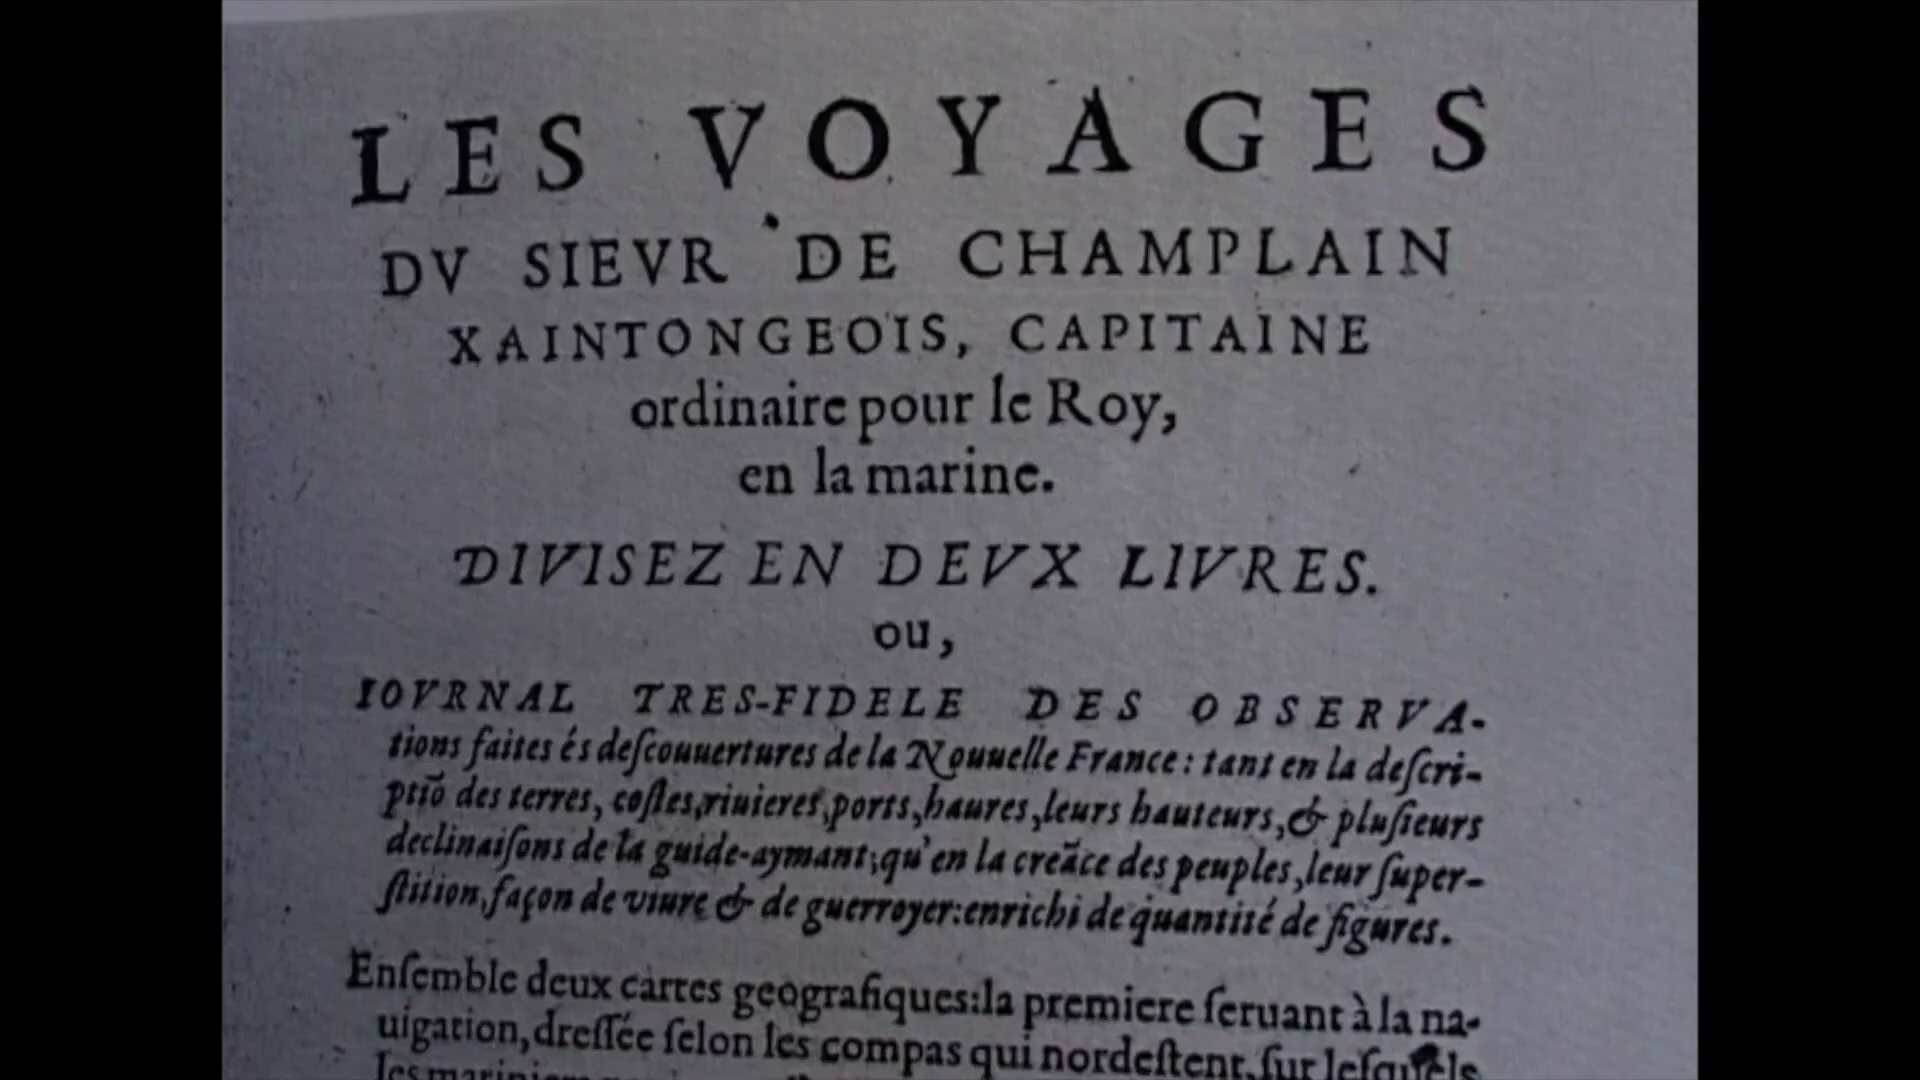 LES VOYAGES
DV SIEVR DE CHAMPLAIN
XAINTONGEOIS, CAPITAINE
ordinaire pour le Roy,
en la marine.
DIVISEZ EN DEVX LIVRES.
ou,
IOVRNAL TRES-FIDELE DES OBSERVA-
tions faites és deſcouuertures de la Nouuelle France: tant en la deſcri-
ptiō des terres, coſtes, riuieres, ports, haures, leurs hauteurs, & pluſieurs
declinaiſons de la guide-aymant; qu'en la creāce des peuples, leur ſuper-
ſtition, façon de viure & de guerroyer: enrichi de quantité de figures.
Enſemble deux cartes geografiques: la premiere ſeruant à la na-
uigation, dreſſée ſelon les compas qui nordeſtent, ſur leſquels
les mariniers